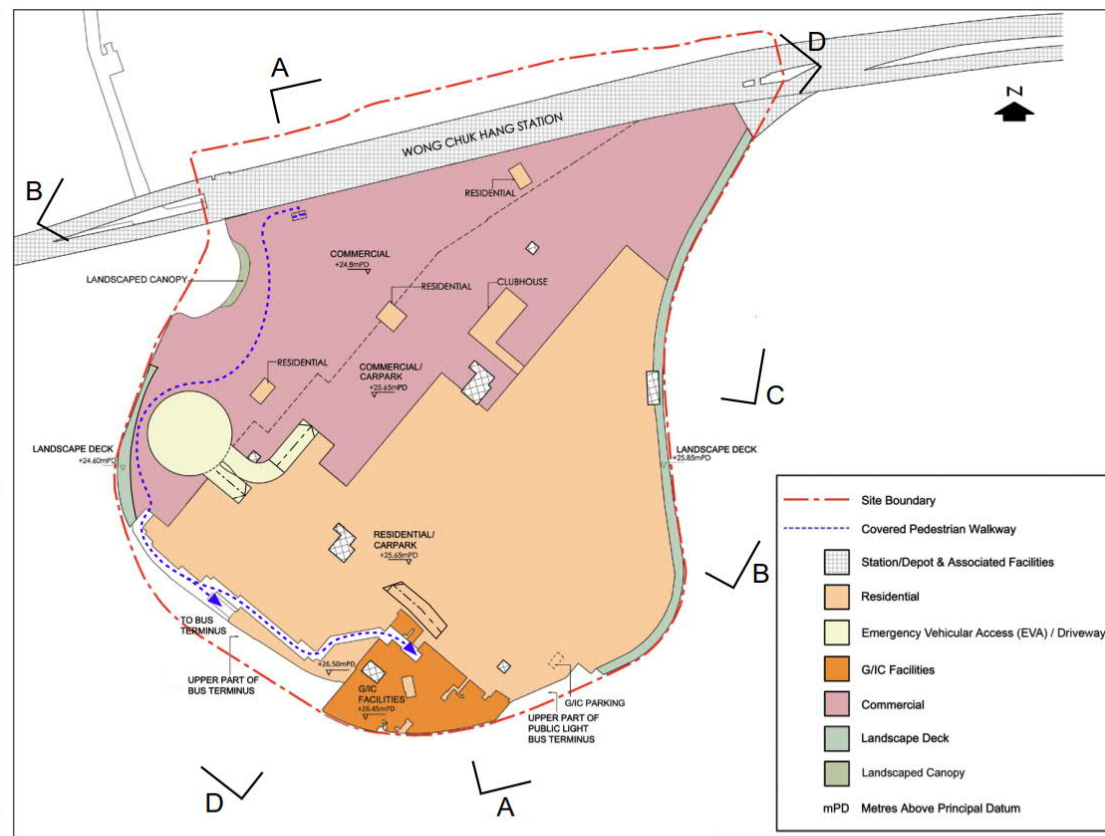 D
A
N
WONG CHUK HANG STATION
B
RESIDENTIAL
COMMERCIAL
+24.8mPD
LANDSCAPED CANOPY
RESIDENTIAL
CLUBHOUSE
RESIDENTIAL
COMMERCIAL/
CARPARK
+25.65mPD
C
LANDSCAPE DECK
+24.60mPD
LANDSCAPE DECK
+25.85mPD
RESIDENTIAL/
CARPARK
+25.65mPD
B
TO BUS
TERMINUS
UPPER PART OF
BUS TERMINUS
+26.50mPD
G/IC
FACILITIES
+26.45mPD
G/IC PARKING
UPPER PART OF
PUBLIC LIGHT
BUS TERMINUS
D
A
Site Boundary
Covered Pedestrian Walkway
Station/Depot & Associated Facilities
Residential
Emergency Vehicular Access (EVA) / Driveway
G/IC Facilities
Commercial
Landscape Deck
Landscaped Canopy
mPD Metres Above Principal Datum